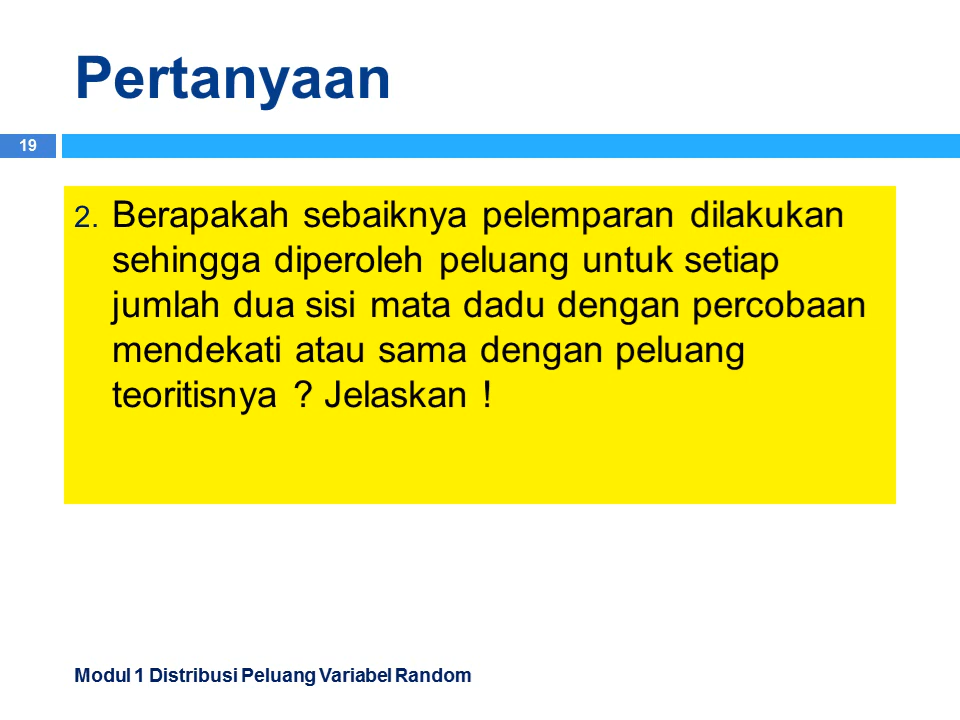 Pertanyaan
19
2. Berapakah sebaiknya pelemparan dilakukan
sehingga diperoleh peluang untuk setiap
jumlah dua sisi mata dadu dengan percobaan
mendekati atau sama dengan peluang
teoritisnya ? Jelaskan !
Modul 1 Distribusi Peluang Variabel Random